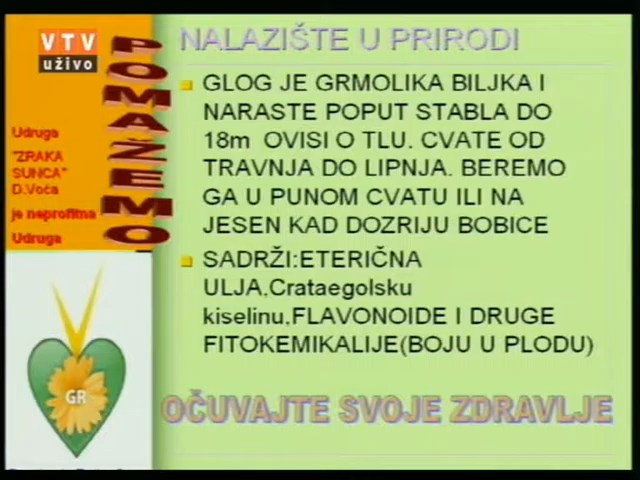 VTV
uživo
POMAŽEMO
Udruga
"ZRAKA
SUNCA"
D.Voća
je neprofitna
Udruga
GR
NALAZIŠTE U PRIRODI
GLOG JE GRMOLIKA BILJKA I
NARASTE POPUT STABLA DO
18m OVISI O TLU. CVATE OD
TRAVNJA DO LIPNJA. BEREMO
GA U PUNOM CVATU ILI NA
JESEN KAD DOZRIJU BOBICE
SADRŽI:ETERIČNA
ULJA,Crataegolsku
kiselinu,FLAVONOIDE I DRUGE
FITOKEMIKALIJE(BOJU U PLODU)
OČUVAJTE SVOJE ZDRAVLJE